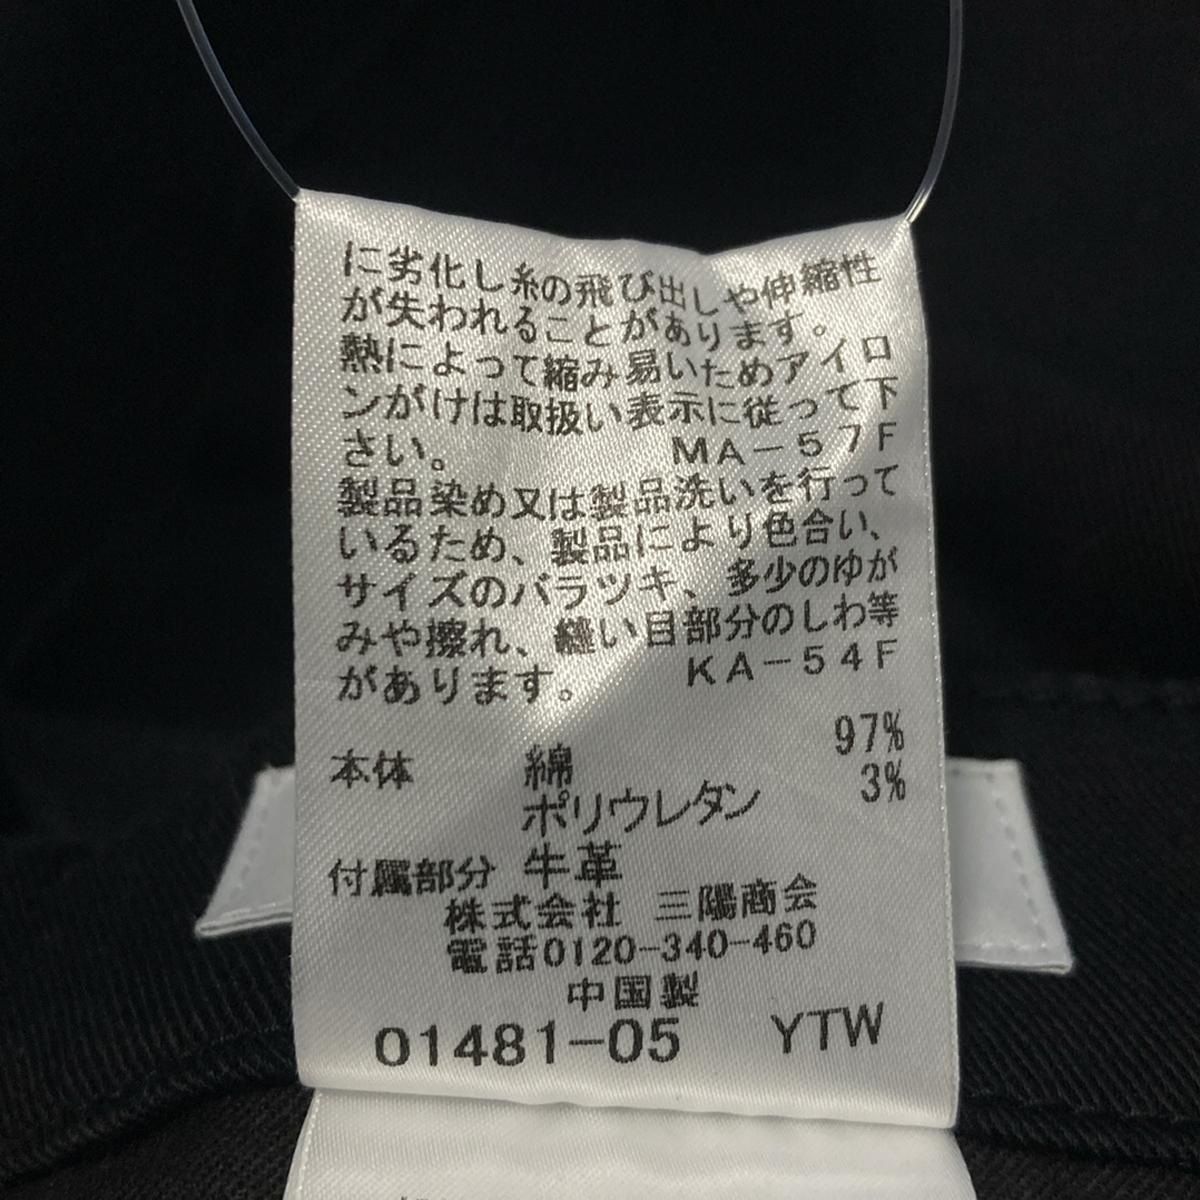 に劣化し糸の飛び出しや伸縮性
が失われることがあります。
熱によって縮み易いためアイロ
ンがけは取扱い表示に従って下
さい。 MA-57F
製品染め又は製品洗いを行って
いるため、製品により色合い、
サイズのバラツキ、多少のゆが
みや擦れ、縫い目部分のしわ等
があります。 KA-54F
本体 綿 97%
ポリウレタン 3%
付属部分 牛革
株式会社 三陽商会
電話0120-340-460
中国製
01481-05 YTW